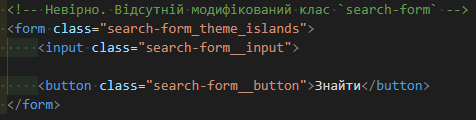 <!-- Невірно. Відсутній модифікований клас `search-form` -->
<form class="search-form_theme_islands">
<input class="search-form__input">
<button class="search-form__button">Знайти</button>
</form>